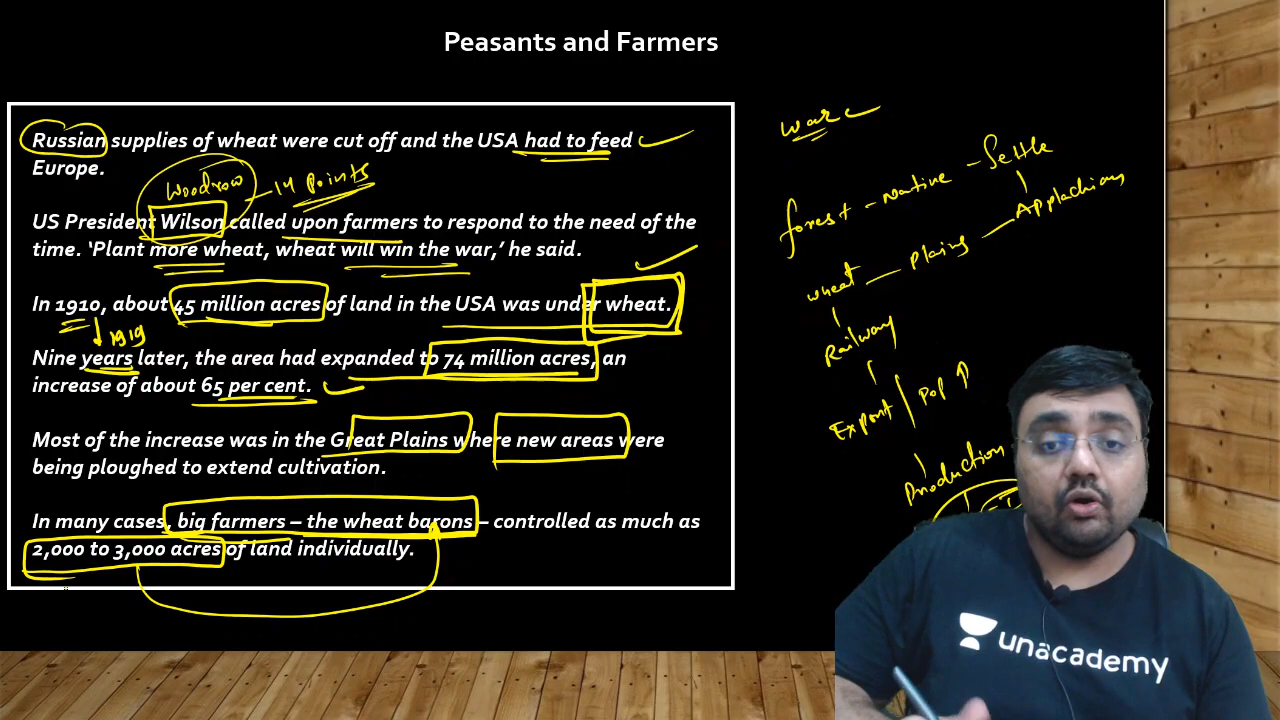 Peasants and Farmers
Russian supplies of wheat were cut off and the USA had to feed
Europe.
Woodrow - 14 points
US President Wilson called upon farmers to respond to the need of the
time. ‘Plant more wheat, wheat will win the war,’ he said.
In 1910, about 45 million acres of land in the USA was under wheat.
1919
Nine years later, the area had expanded to 74 million acres, an
increase of about 65 per cent.
Most of the increase was in the Great Plains where new areas were
being ploughed to extend cultivation.
In many cases, big farmers – the wheat barons – controlled as much as
2,000 to 3,000 acres of land individually.
war
forest - native - Settle
Applachians
wheat - plains
Railway
Export / Pop ↑
Production
unacademy